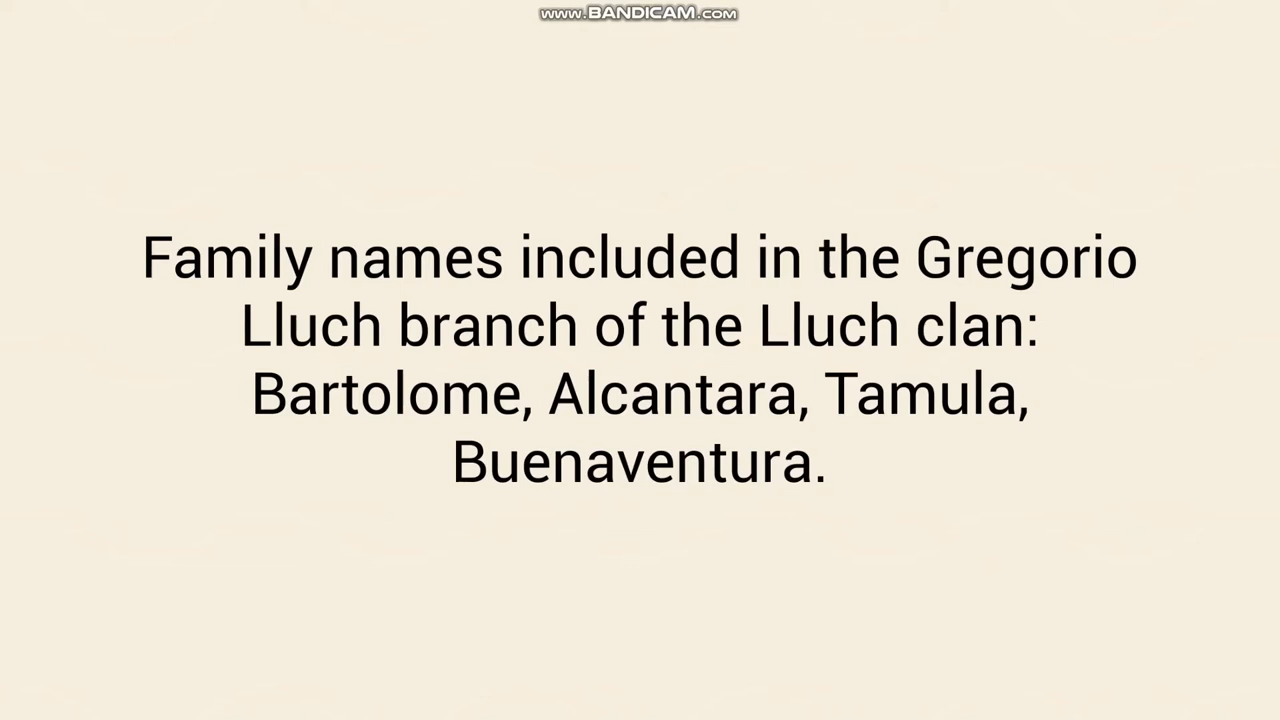 www.BANDICAM.com
Family names included in the Gregorio
Lluch branch of the Lluch clan:
Bartolome, Alcantara, Tamula,
Buenaventura.